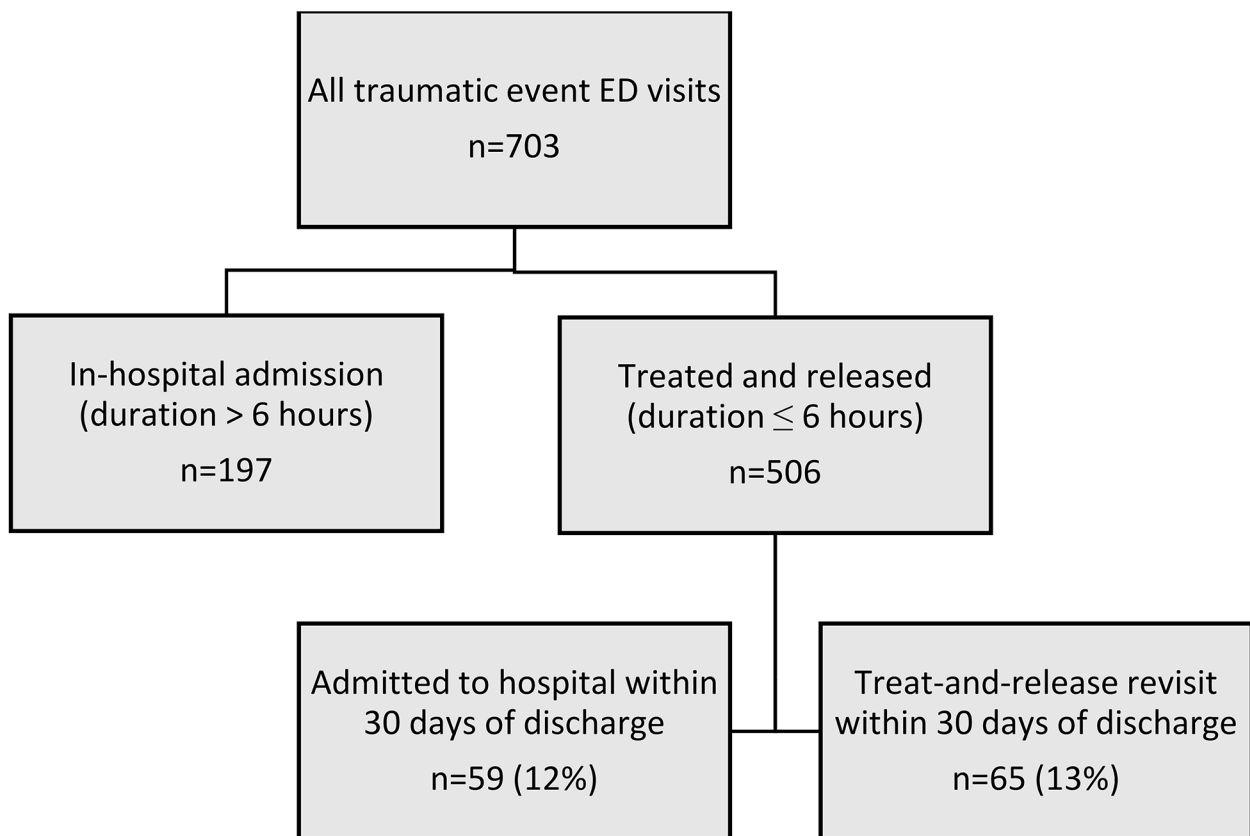 All traumatic event ED visits
n=703
In-hospital admission
(duration > 6 hours)
n=197
Treated and released
(duration ≤ 6 hours)
n=506
Admitted to hospital within
30 days of discharge
n=59 (12%)
Treat-and-release revisit
within 30 days of discharge
n=65 (13%)